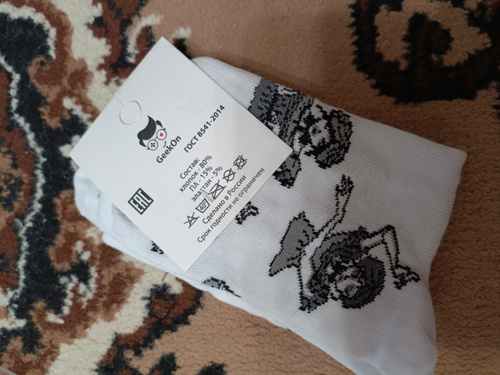 GeekOn
ГОСТ 8541-2014
Состав:
хлопок - 80%
ПА - 15%
эластан - 5%
Сделано в России
Срок годности не ограничен
EAC